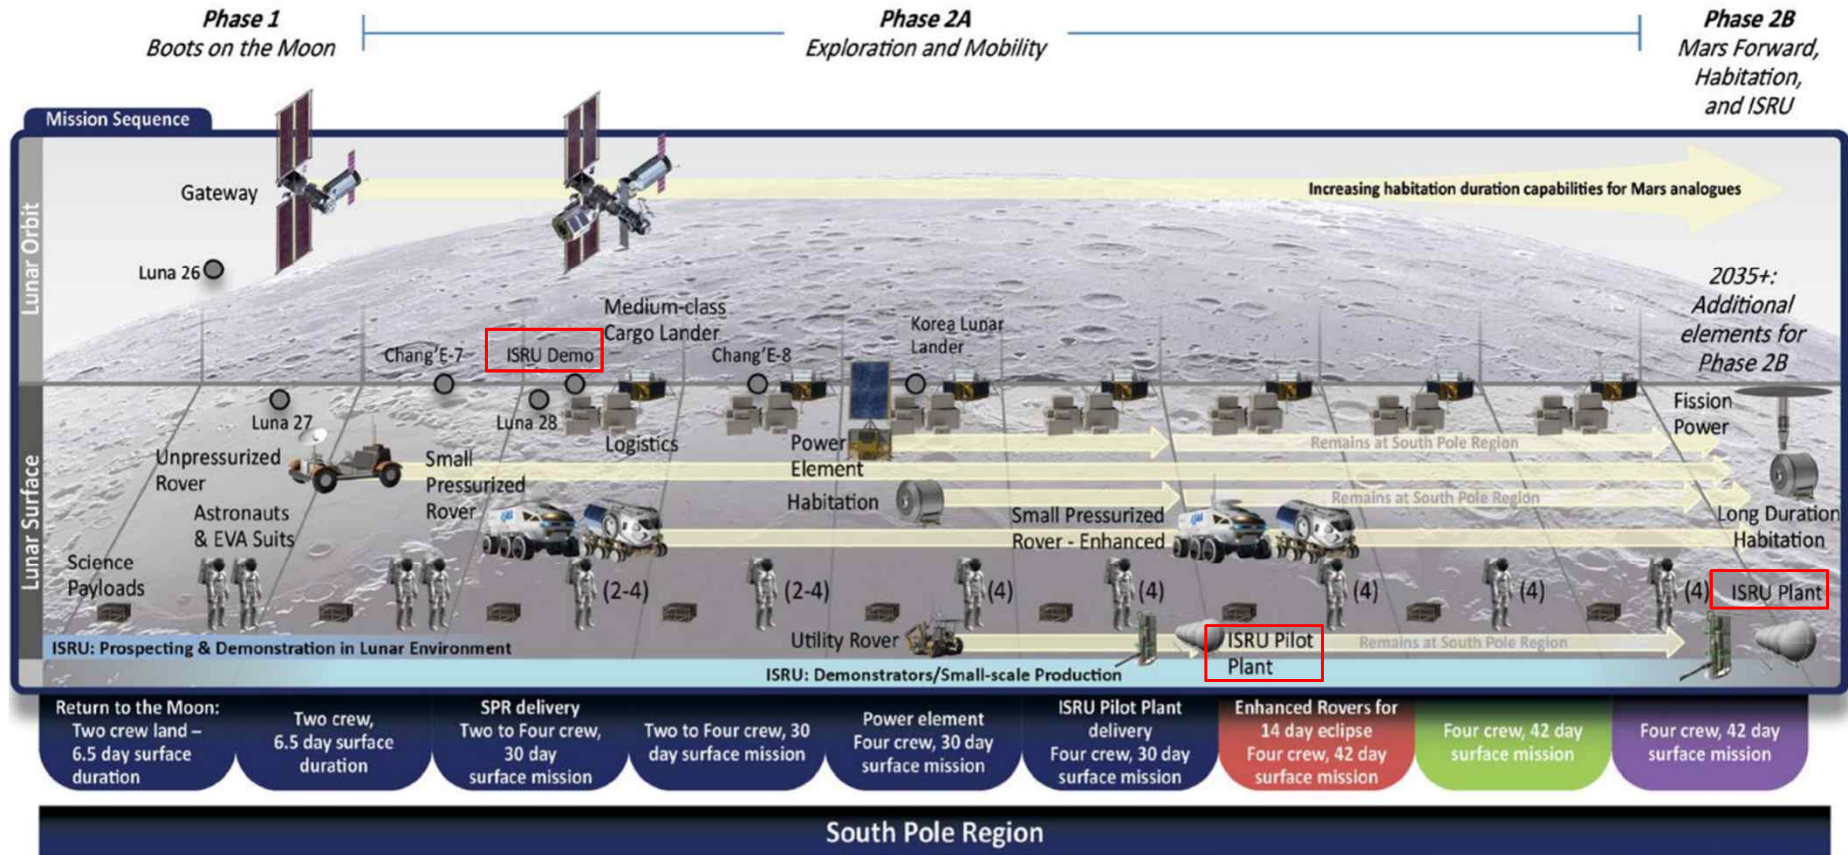 Phase 1
Boots on the Moon
Phase 2A
Exploration and Mobility
Phase 2B
Mars Forward,
Habitation,
and ISRU
Mission Sequence
Lunar Orbit
Gateway
Increasing habitation duration capabilities for Mars analogues
Luna 26
2035+:
Additional
elements for
Phase 2B
Medium-class
Cargo Lander
Chang'E-7
ISRU Demo
Chang'E-8
Korea Lunar
Lander
Lunar Surface
Luna 27
Luna 28
Logistics
Power
Element
Remains at South Pole Region
Fission
Power
Unpressurized
Rover
Small
Pressurized
Rover
Habitation
Remains at South Pole Region
Small Pressurized
Rover - Enhanced
Long Duration
Habitation
Astronauts
& EVA Suits
Science
Payloads
(2-4)
(2-4)
(4)
(4)
(4)
(4)
(4)
ISRU Plant
Utility Rover
ISRU Pilot
Plant
Remains at South Pole Region
ISRU: Prospecting & Demonstration in Lunar Environment
ISRU: Demonstrators/Small-scale Production
Return to the Moon:
Two crew land –
6.5 day surface
duration
Two crew,
6.5 day surface
duration
SPR delivery
Two to Four crew,
30 day
surface mission
Two to Four crew, 30
day surface mission
Power element
Four crew, 30 day
surface mission
ISRU Pilot Plant
delivery
Four crew, 30 day
surface mission
Enhanced Rovers for
14 day eclipse
Four crew, 42 day
surface mission
Four crew, 42 day
surface mission
Four crew, 42 day
surface mission
South Pole Region